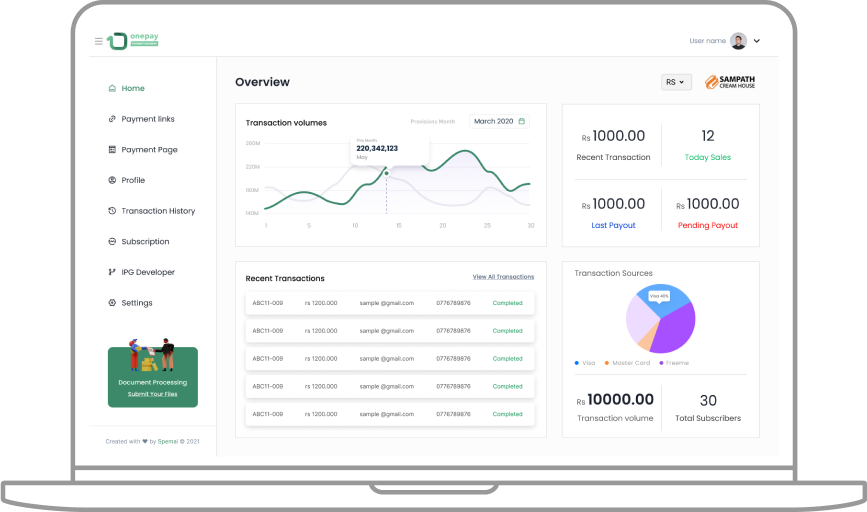 onepay
User name
Home
Payment links
Payment Page
Profile
Transaction History
Subscription
IPG Developer
Settings
Document Processing
Submit Your Files
Created with ♥ by Spemai © 2021
Overview
RS
SAMPATH
CREAM HOUSE
Transaction volumes
Provisions Month
March 2020
260M
220M
180M
140M
This Month
220,342,123
May
1 5 10 15 20 25 30
Rs 1000.00
Recent Transaction
12
Today Sales
Rs 1000.00
Last Payout
Rs 1000.00
Pending Payout
Recent Transactions
View All Transactions
ABC11-009 rs 1200.000 sample @gmail.com 0776789876 Completed
ABC11-009 rs 1200.000 sample @gmail.com 0776789876 Completed
ABC11-009 rs 1200.000 sample @gmail.com 0776789876 Completed
ABC11-009 rs 1200.000 sample @gmail.com 0776789876 Completed
ABC11-009 rs 1200.000 sample @gmail.com 0776789876 Completed
Transaction Sources
Visa 40%
Visa
Master Card
Freeme
Rs 10000.00
Transaction volume
30
Total Subscribers